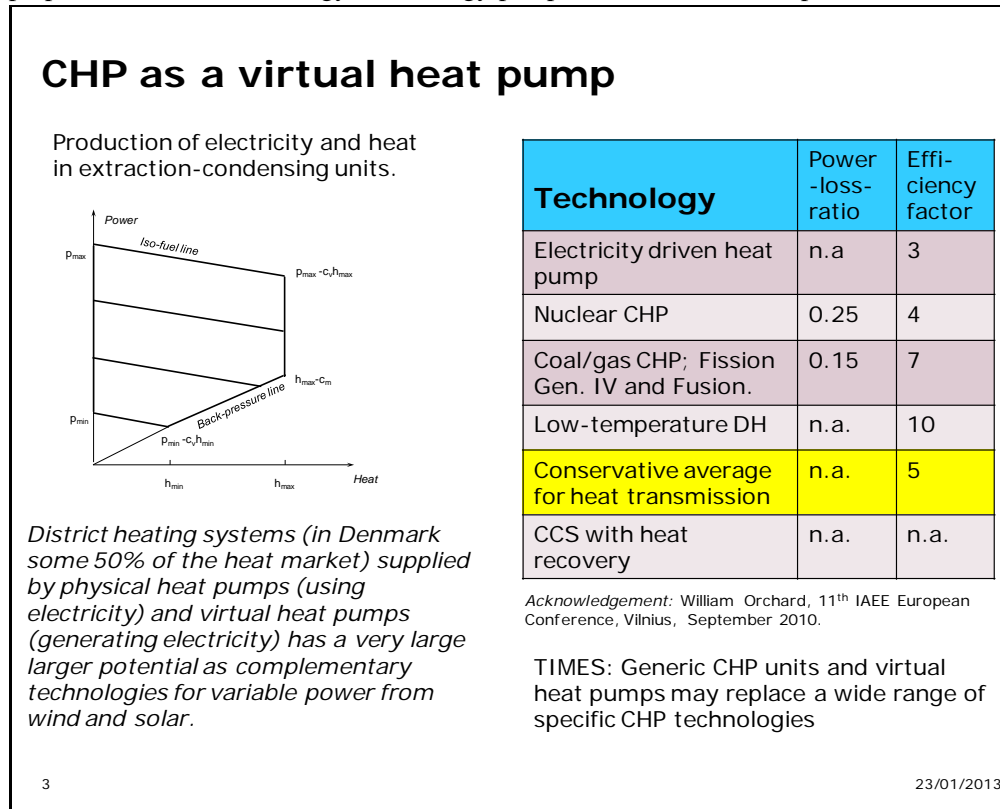 CHP as a virtual heat pump
Production of electricity and heat
in extraction-condensing units.
Power
Iso-fuel line
pmax
pmax -cvhmax
hmax-cm
Back-pressure line
pmin
pmin -cvhmin
hmin
hmax
Heat
District heating systems (in Denmark
some 50% of the heat market) supplied
by physical heat pumps (using
electricity) and virtual heat pumps
(generating electricity) has a very large
larger potential as complementary
technologies for variable power from
wind and solar.
Technology
Power
-loss-
ratio
Effi-
ciency
factor
Electricity driven heat
pump
n.a
3
Nuclear CHP
0.25
4
Coal/gas CHP; Fission
Gen. IV and Fusion.
0.15
7
Low-temperature DH
n.a.
10
Conservative average
for heat transmission
n.a.
5
CCS with heat
recovery
n.a.
n.a.
Acknowledgement: William Orchard, 11th IAEE European
Conference, Vilnius, September 2010.
TIMES: Generic CHP units and virtual
heat pumps may replace a wide range of
specific CHP technologies
3
23/01/2013